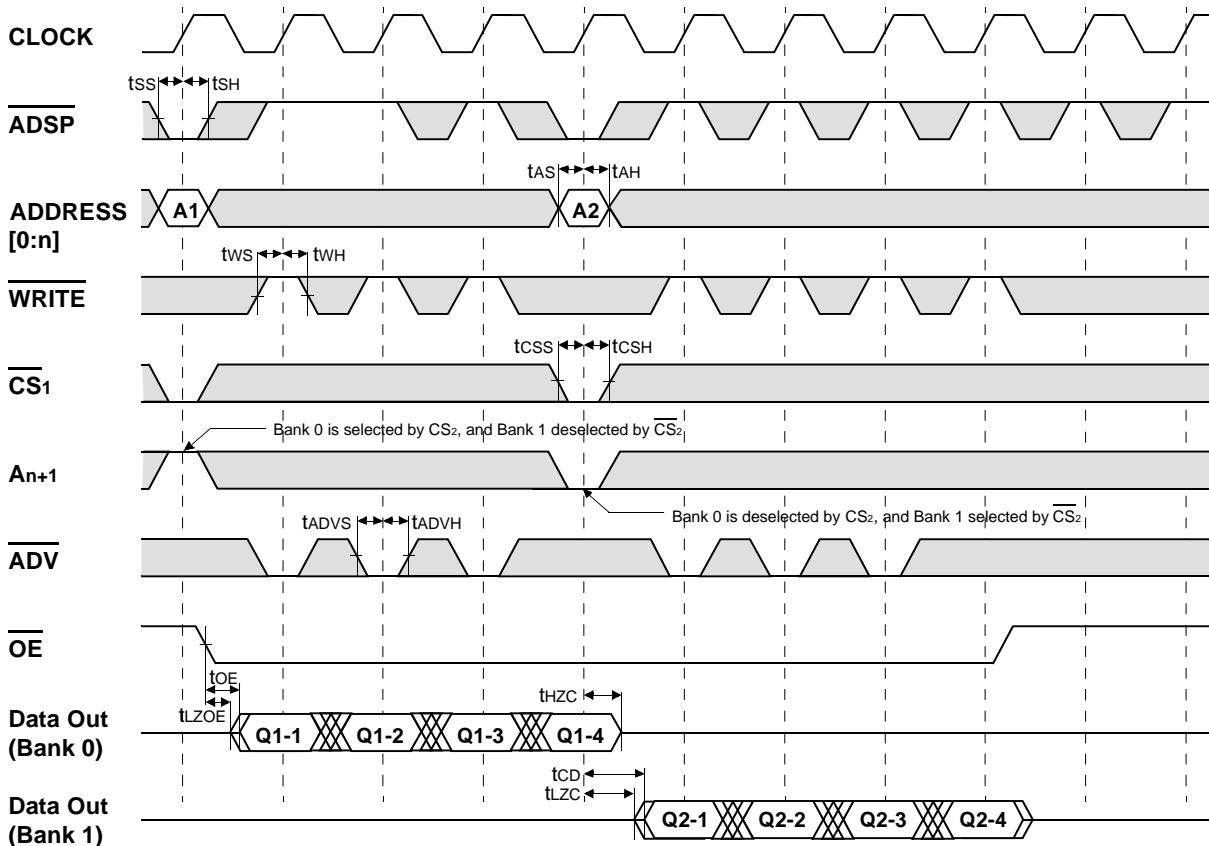 CLOCK
tSS tSH
ADSP
tAS tAH
ADDRESS
[0:n]
A1 A2
tWS tWH
WRITE
tCSS tCSH
CS1
Bank 0 is selected by CS2, and Bank 1 deselected by CS2
An+1
Bank 0 is deselected by CS2, and Bank 1 selected by CS2
tADVS tADVH
ADV
OE
tOE
tHZC
tLZOE
Data Out
(Bank 0)
Q1-1 Q1-2 Q1-3 Q1-4
tCD
tLZC
Data Out
(Bank 1)
Q2-1 Q2-2 Q2-3 Q2-4